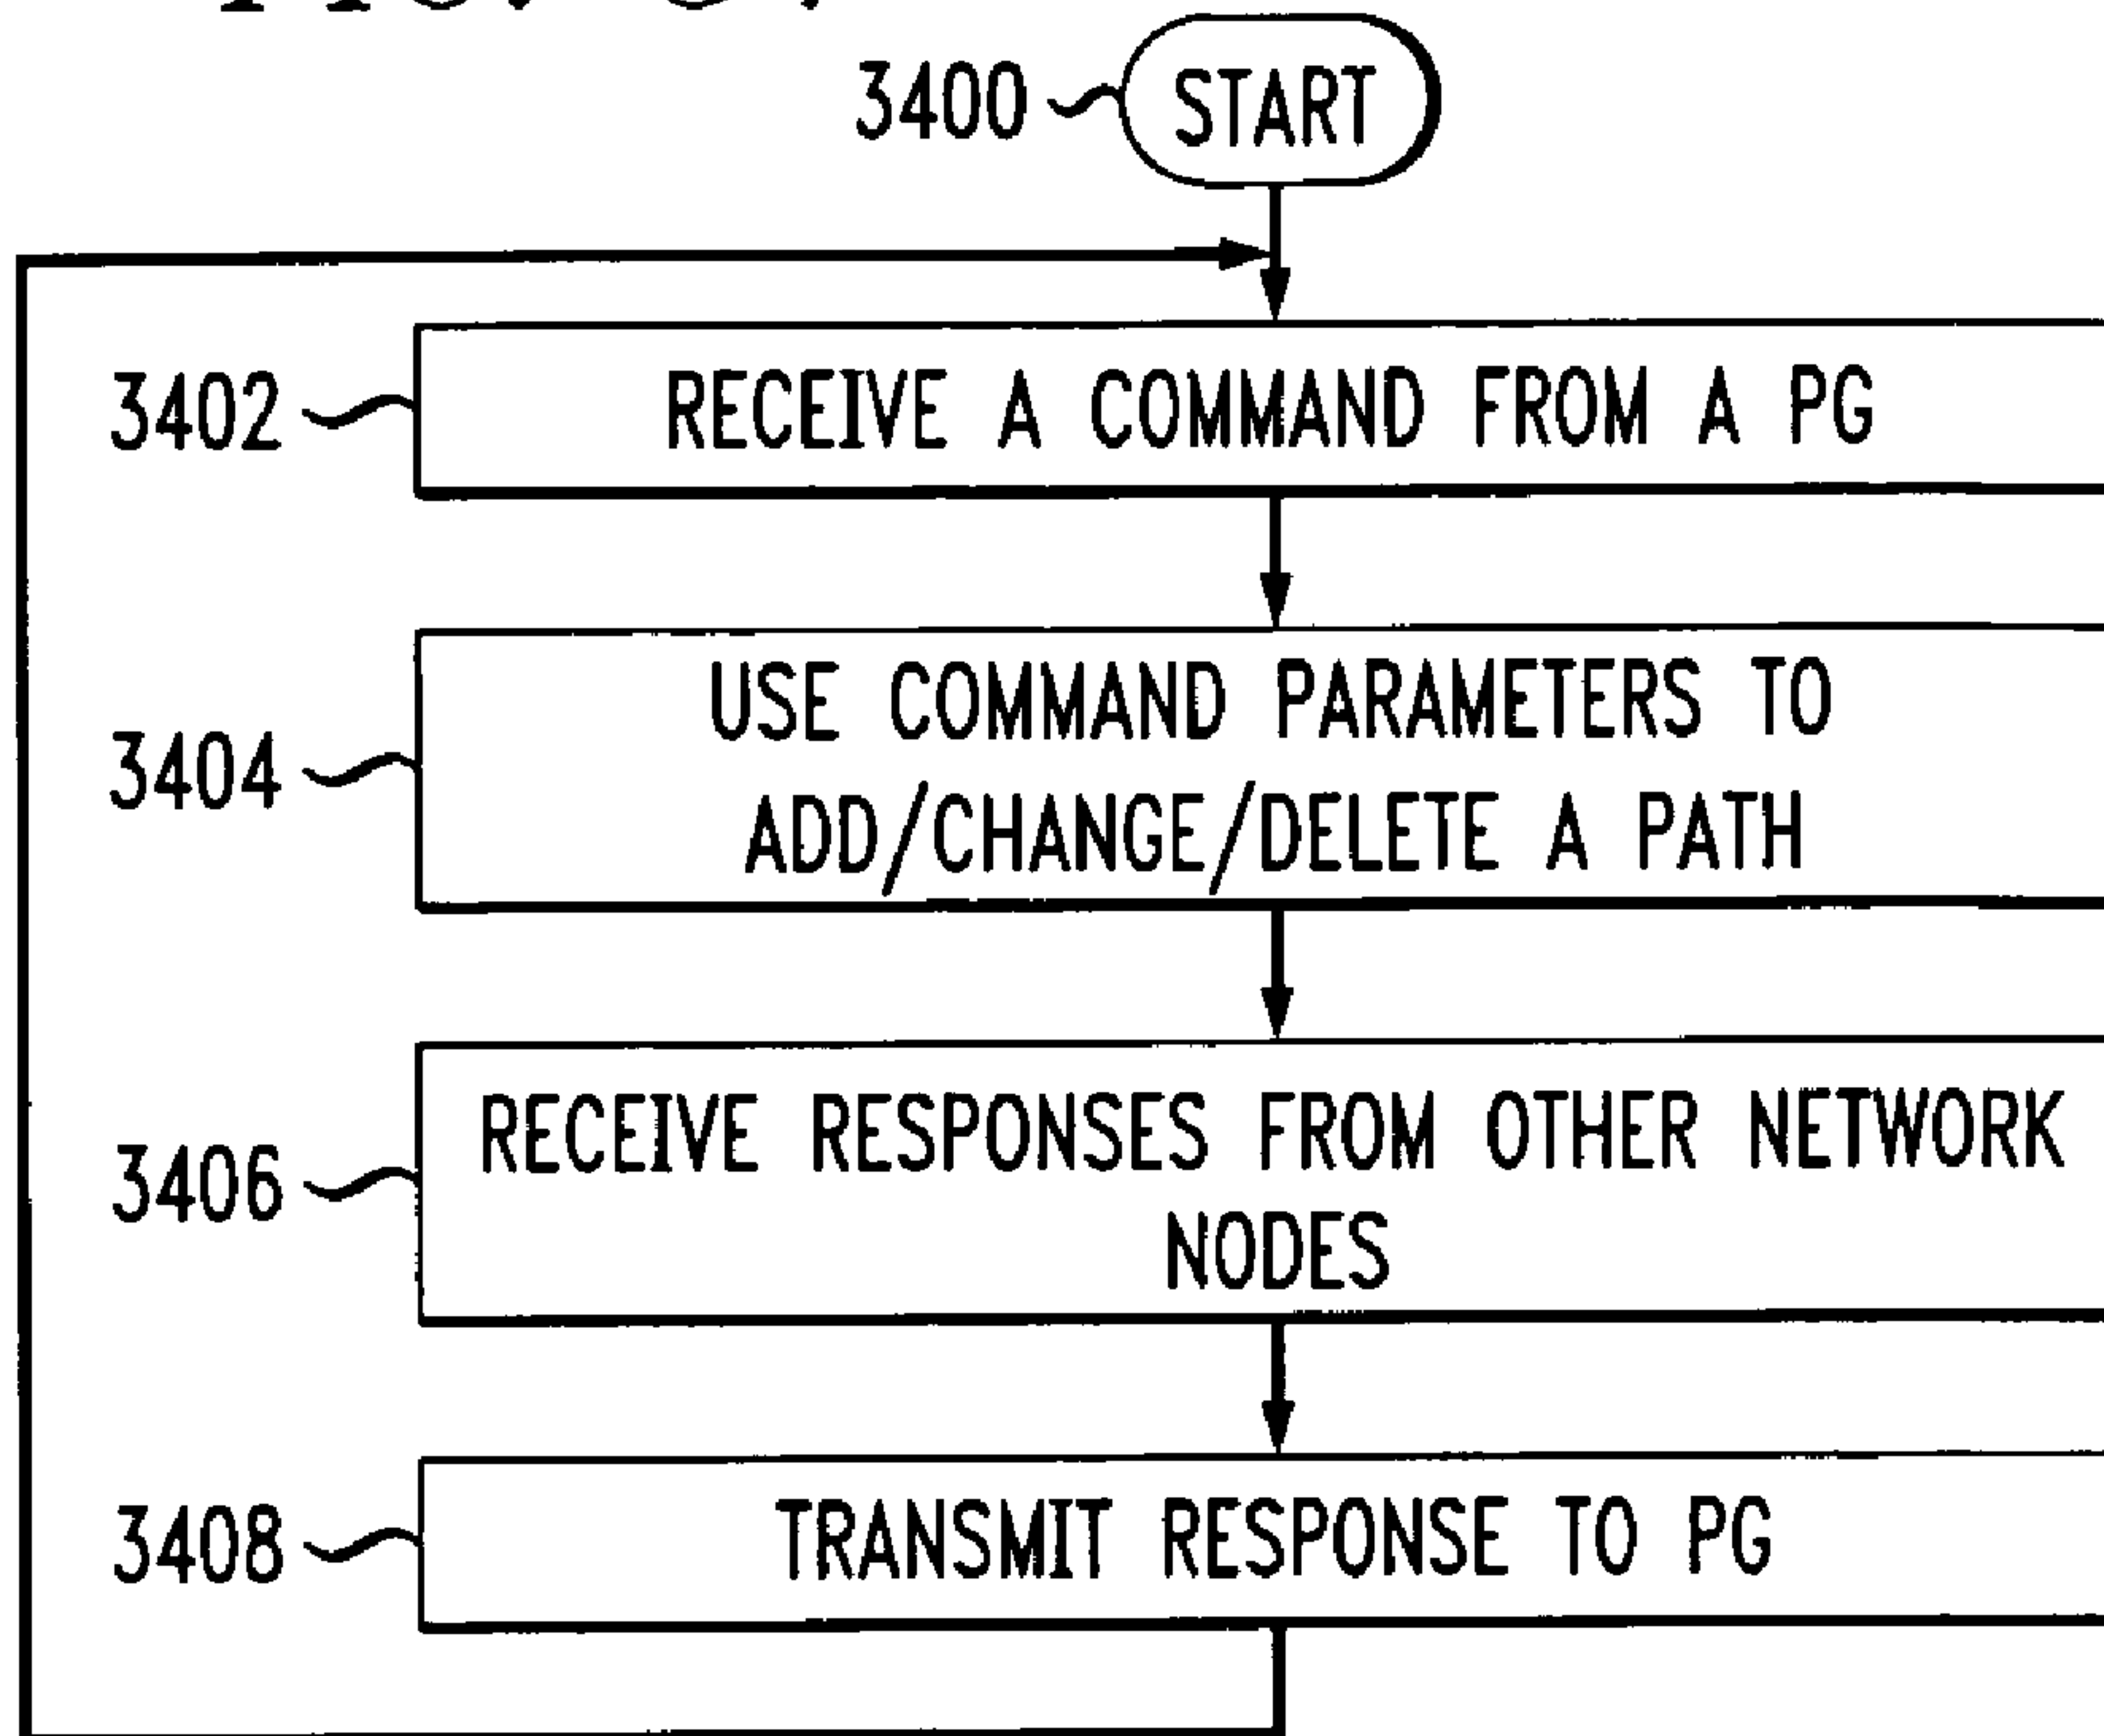 3400 START
3402 RECEIVE A COMMAND FROM A PG
USE COMMAND PARAMETERS TO
3404
ADD/CHANGE/DELETE A PATH
RECEIVE RESPONSES FROM OTHER NETWORK
3406
NODES
3408 TRANSMIT RESPONSE TO PG